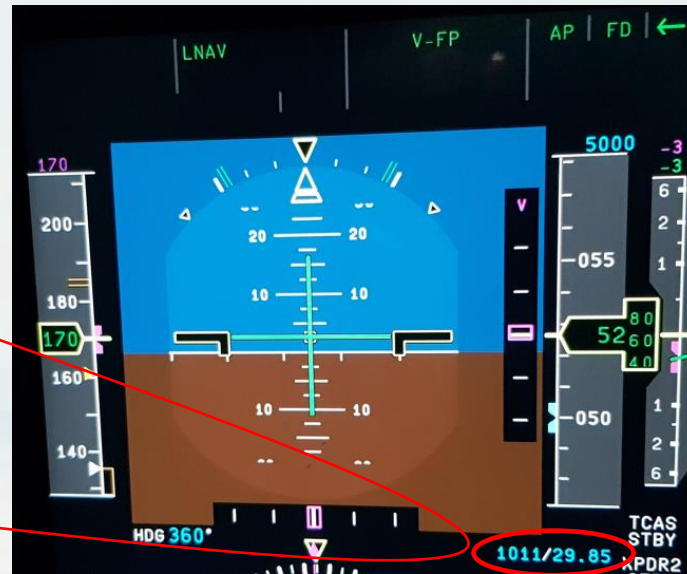 LNAV V-FP AP FD ←
170 5000 -3
-3
200 6
20 20 V 2
055 1
180 10 10
170 52 80
60
40
160
10 10 050 1
140 2
6
HDG 360° TCAS
STBY
1011/29.85 XPDR2